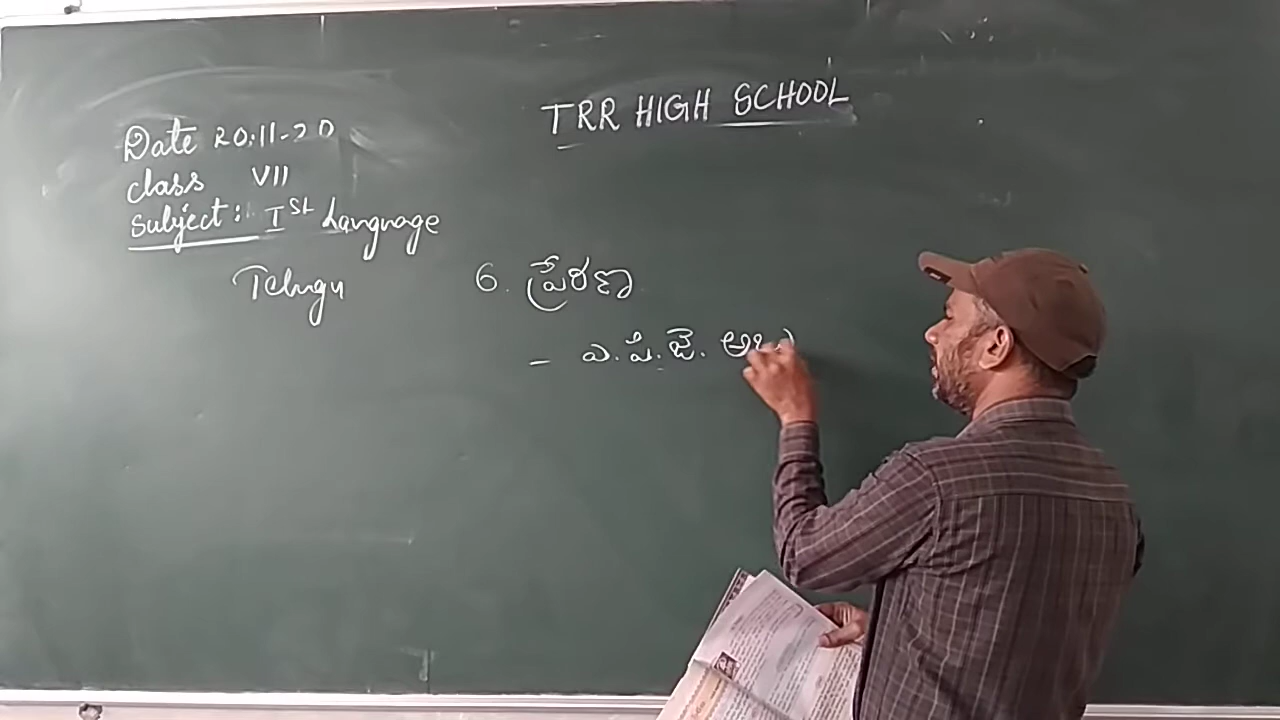 TRR HIGH SCHOOL
Date 20.11-20
class VII
Subject: Ist Language
Telugu
6. ప్రేరణ
- ఎ.పి.జె. అబ